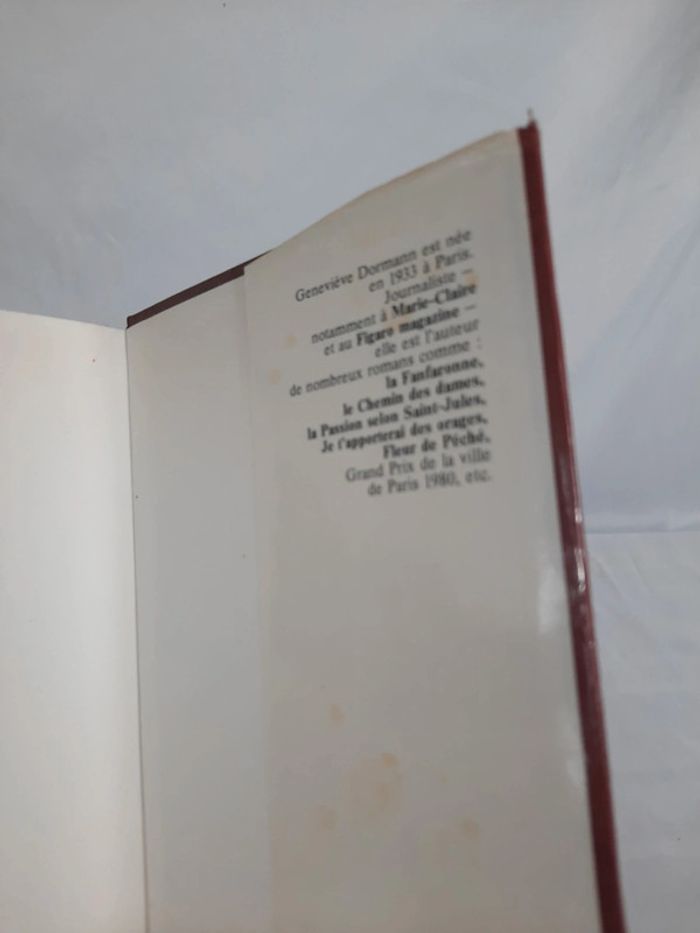 Geneviève Dormann est née
en 1933 à Paris.
Journaliste –
notamment à Marie-Claire
et au Figaro magazine –
elle est l'auteur
de nombreux romans comme :
la Fanfaronne,
le Chemin des dames,
la Passion selon Saint-Jules,
Je t'apporterai des orages,
Fleur de Péché,
Grand Prix de la ville
de Paris 1980, etc.